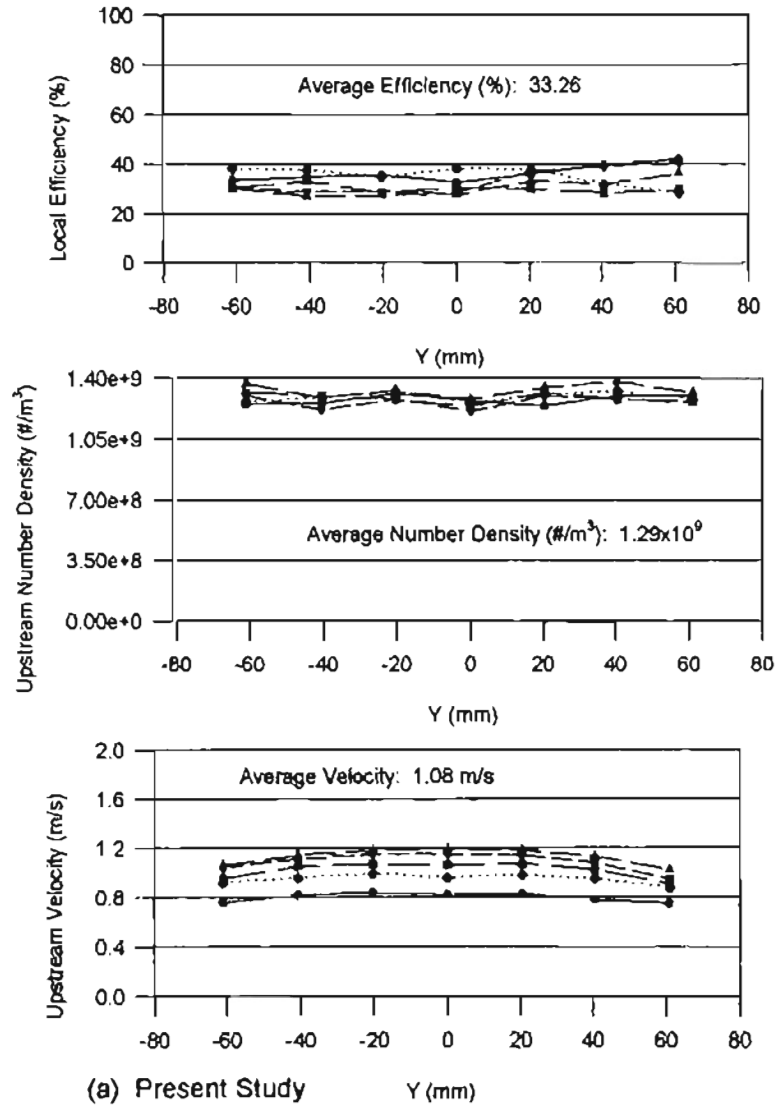 100
80
60
40
20
0
Local Efficiency (%)
Average Efficiency (%): 33.26
-80 -60 -40 -20 0 20 40 60 80
Y (mm)
1.40e+9
1.05e+9
7.00e+8
3.50e+8
0.00e+0
Upstream Number Density (#/m³)
Average Number Density (#/m³): 1.29x10⁹
-80 -60 -40 -20 0 20 40 60 80
Y (mm)
2.0
1.6
1.2
0.8
0.4
0.0
Upstream Velocity (m/s)
Average Velocity: 1.08 m/s
-80 -60 -40 -20 0 20 40 60 80
(a) Present Study Y (mm)